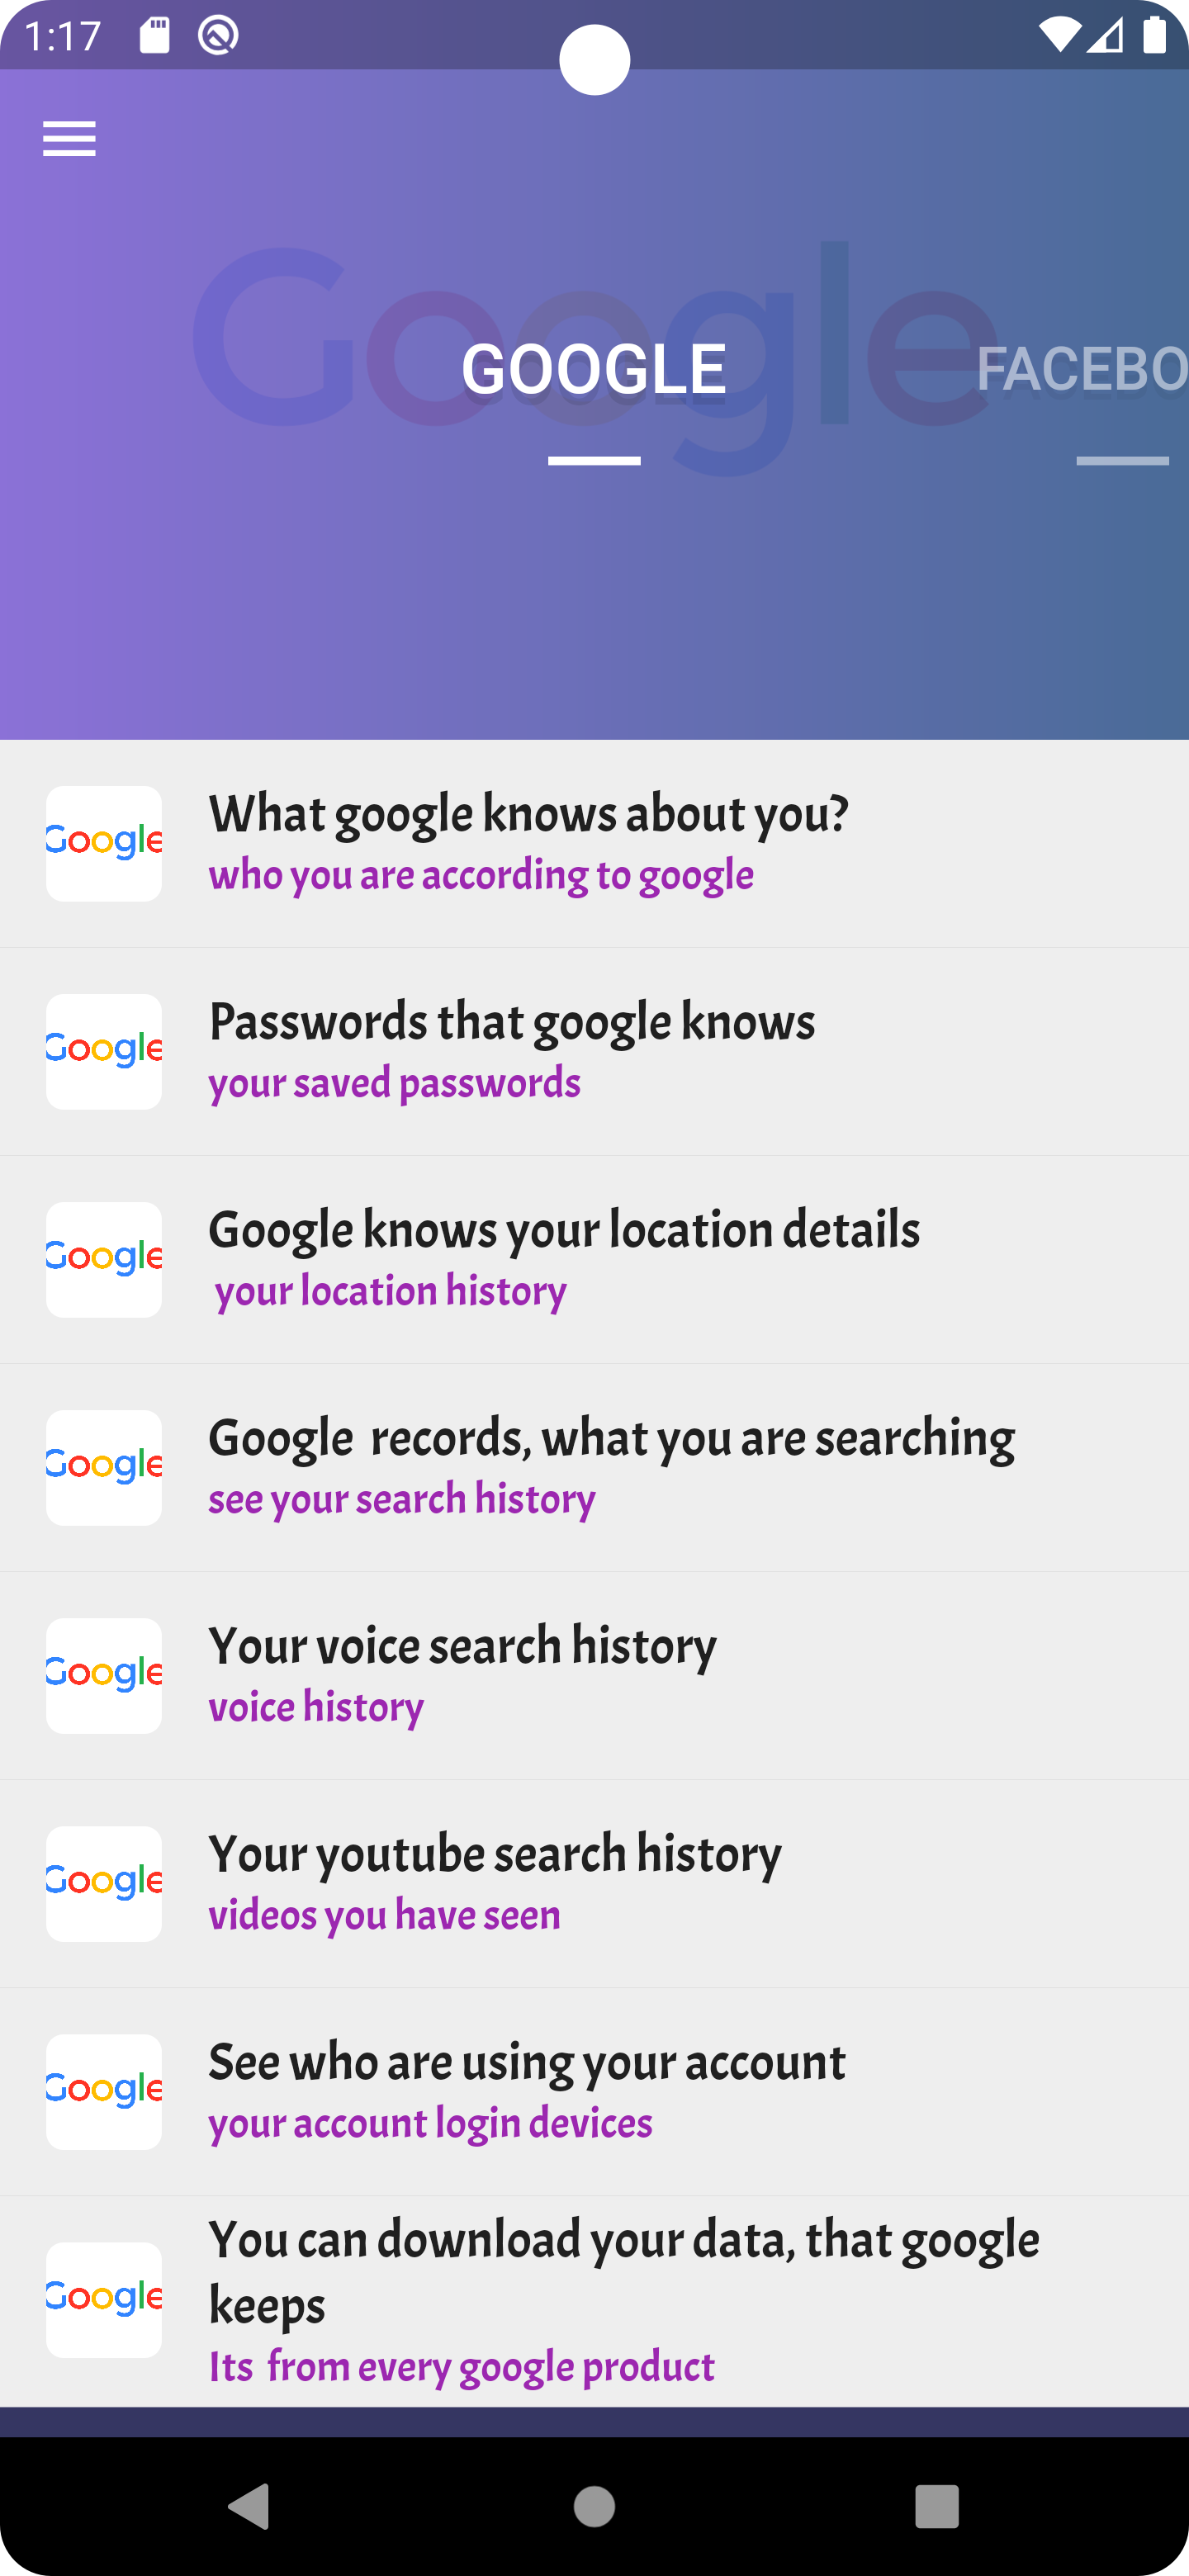 1:17
Google
GOOGLE
FACEBO
Google
What google knows about you?
who you are according to google
Google
Passwords that google knows
your saved passwords
Google
Google knows your location details
your location history
Google
Google  records, what you are searching
see your search history
Google
Your voice search history
voice history
Google
Your youtube search history
videos you have seen
Google
See who are using your account
your account login devices
Google
You can download your data, that google
keeps
Its  from every google product